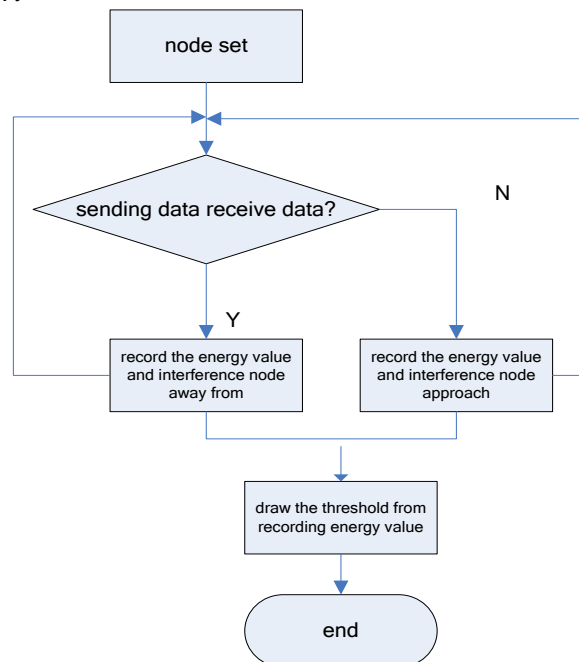 node set
sending data receive data?
N
Y
record the energy value
and interference node
away from
record the energy value
and interference node
approach
draw the threshold from
recording energy value
end